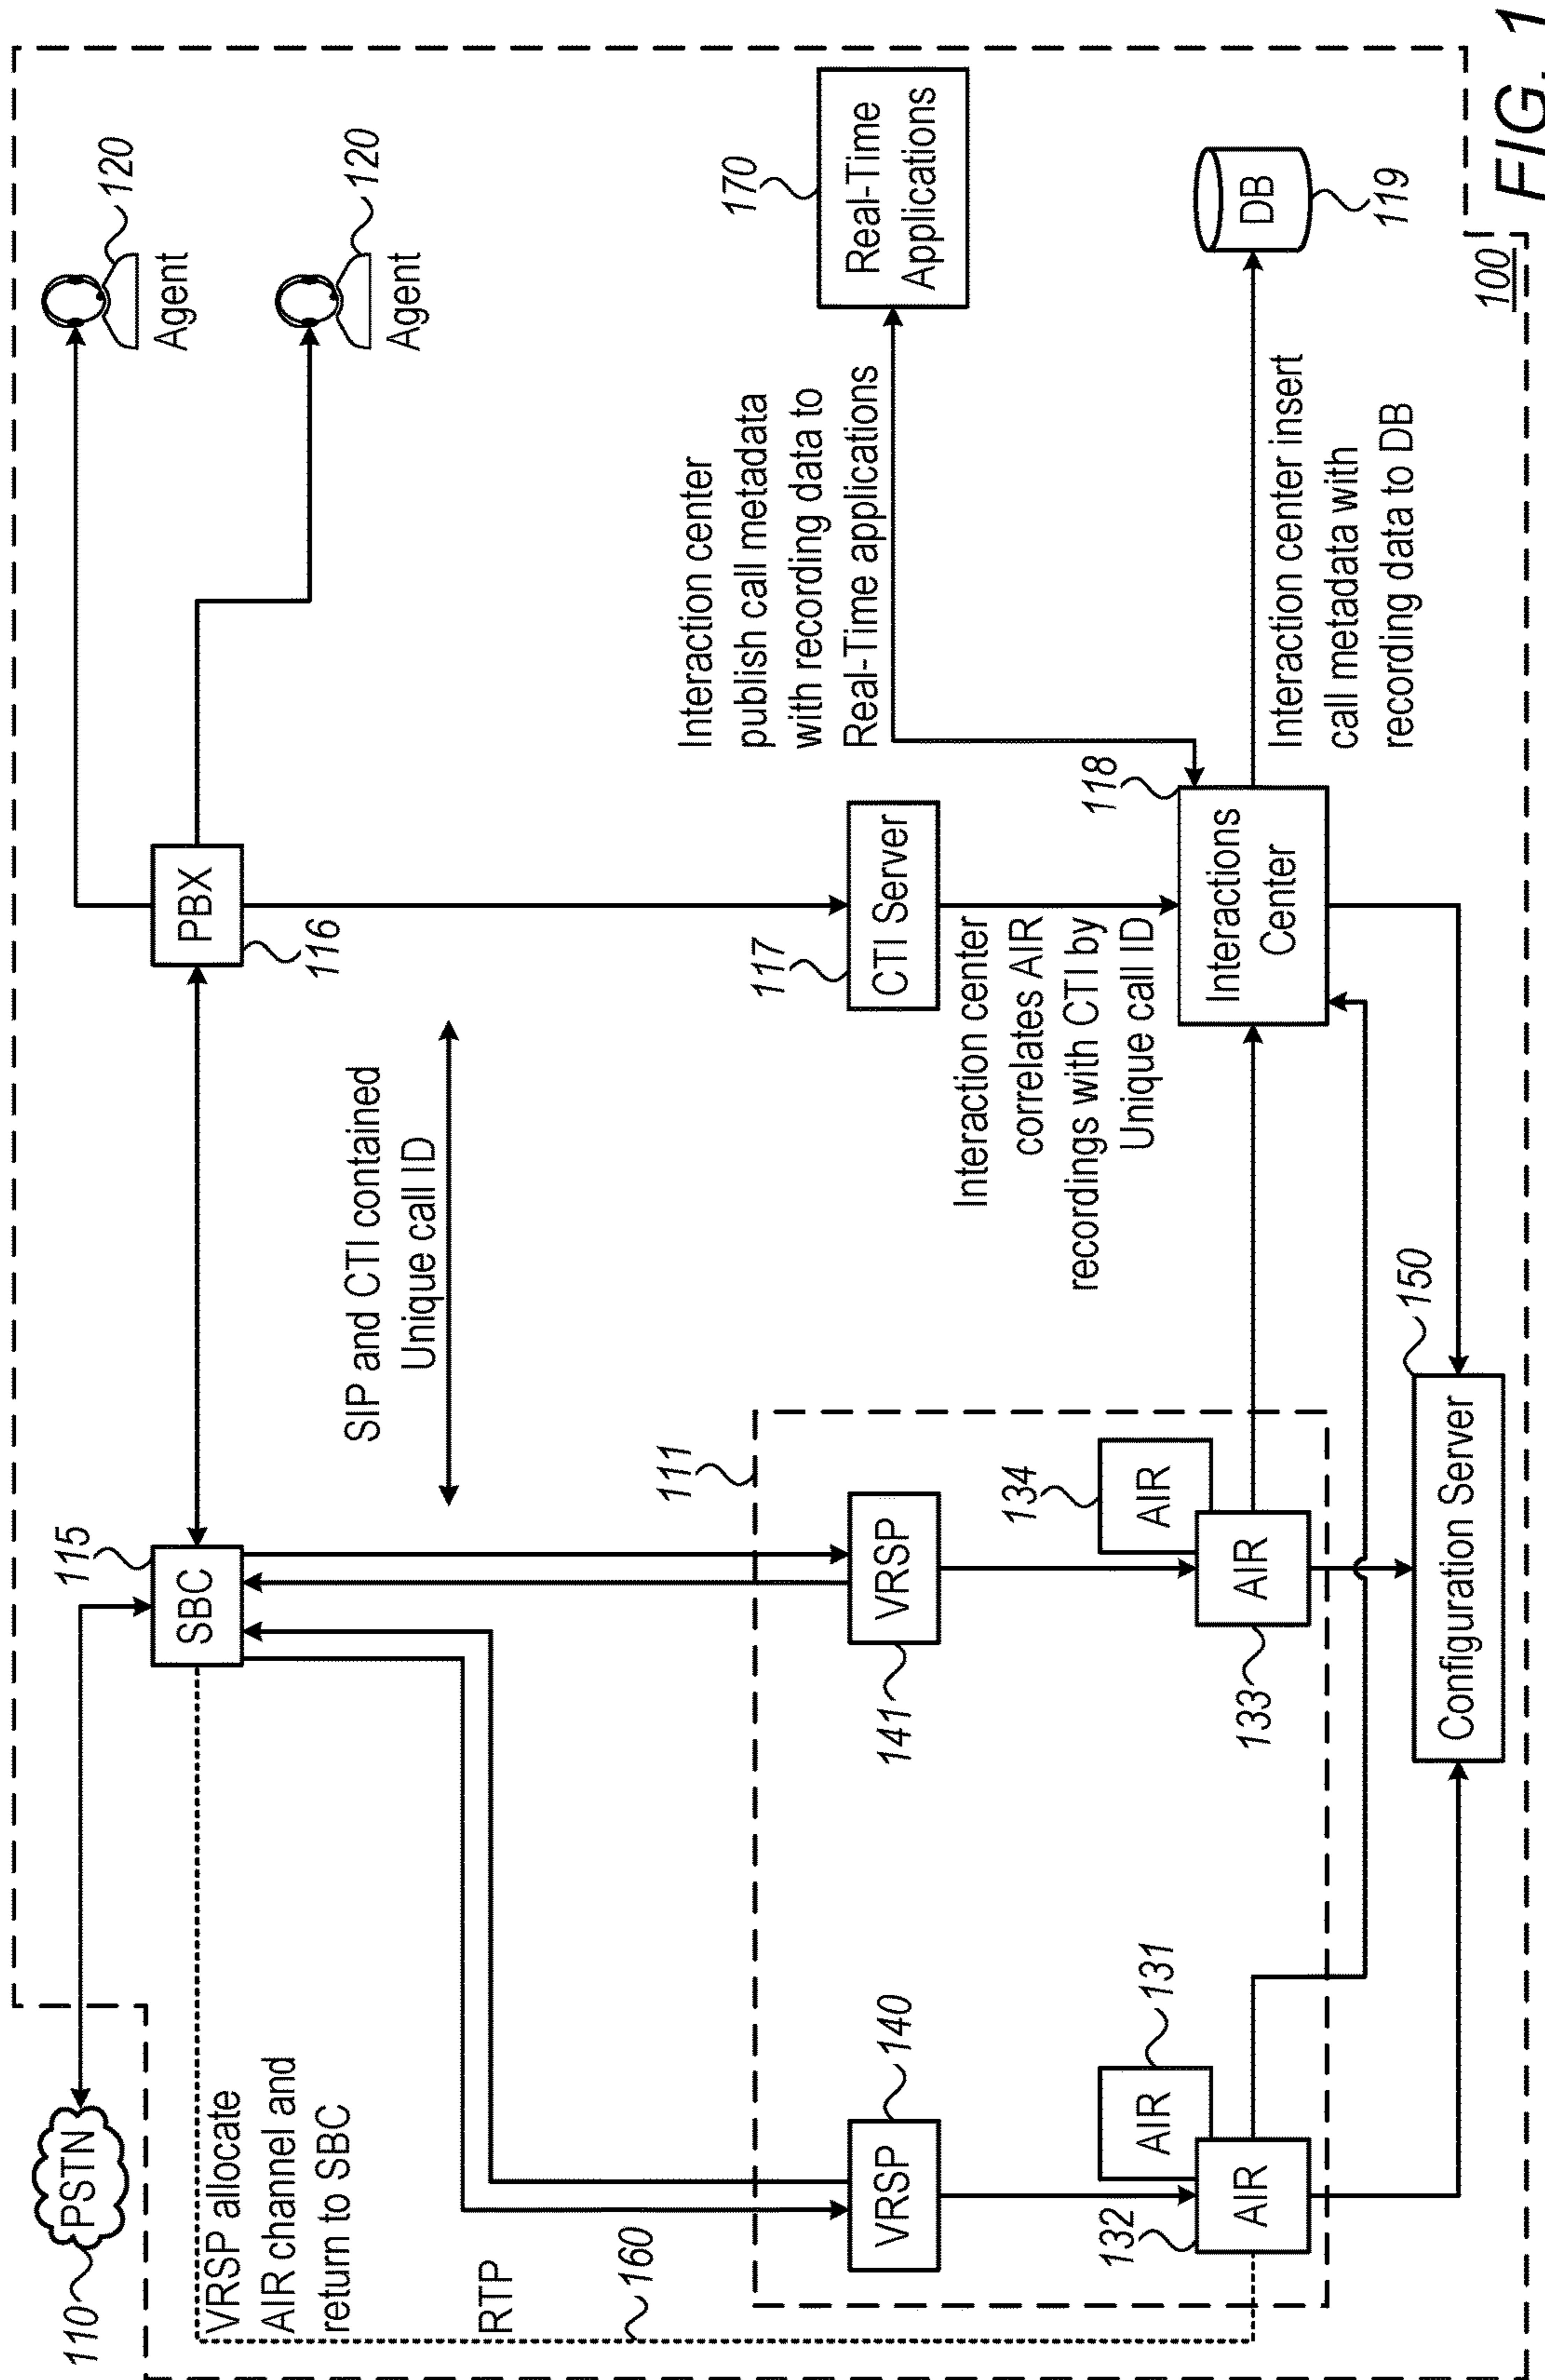 PSTN
110
115
SBC
PBX
116
120
Agent
120
Agent
VRSP allocate
AIR channel and
return to SBC
SIP and CTI contained
Unique call ID
RTP
160
111
140
VRSP
141
VRSP
117
CTI Server
Interaction center
publish call metadata
with recording data to
Real-Time applications
170
Real-Time
Applications
Interaction center
correlates AIR
recordings with CTI by
Unique call ID
131
AIR
132
AIR
134
AIR
133
AIR
118
Interactions
Center
Interaction center insert
call metadata with
recording data to DB
DB
119
150
Configuration Server
100
FIG. 1